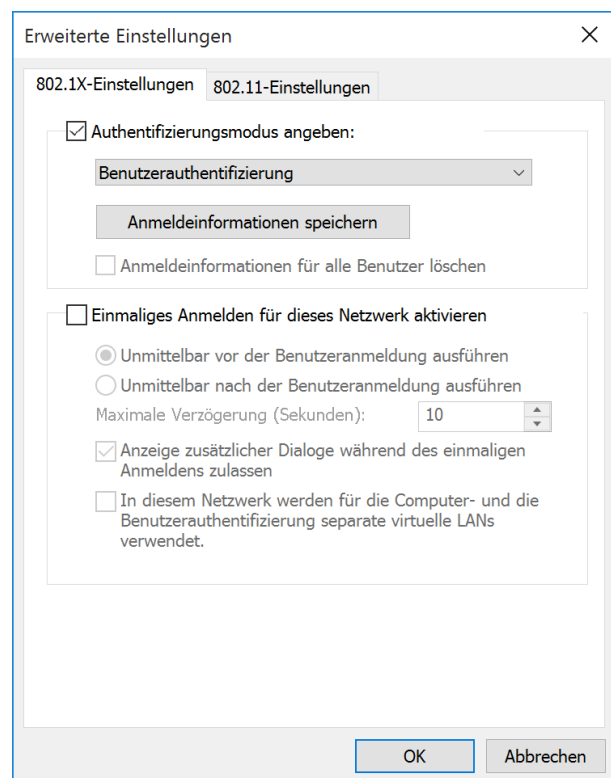 Erweiterte Einstellungen
802.1X-Einstellungen
802.11-Einstellungen
Authentifizierungsmodus angeben:
Benutzerauthentifizierung
Anmeldeinformationen speichern
Anmeldeinformationen für alle Benutzer löschen
Einmaliges Anmelden für dieses Netzwerk aktivieren
Unmittelbar vor der Benutzeranmeldung ausführen
Unmittelbar nach der Benutzeranmeldung ausführen
Maximale Verzögerung (Sekunden): 10
Anzeige zusätzlicher Dialoge während des einmaligen
Anmeldens zulassen
In diesem Netzwerk werden für die Computer- und die
Benutzerauthentifizierung separate virtuelle LANs
verwendet.
OK
Abbrechen